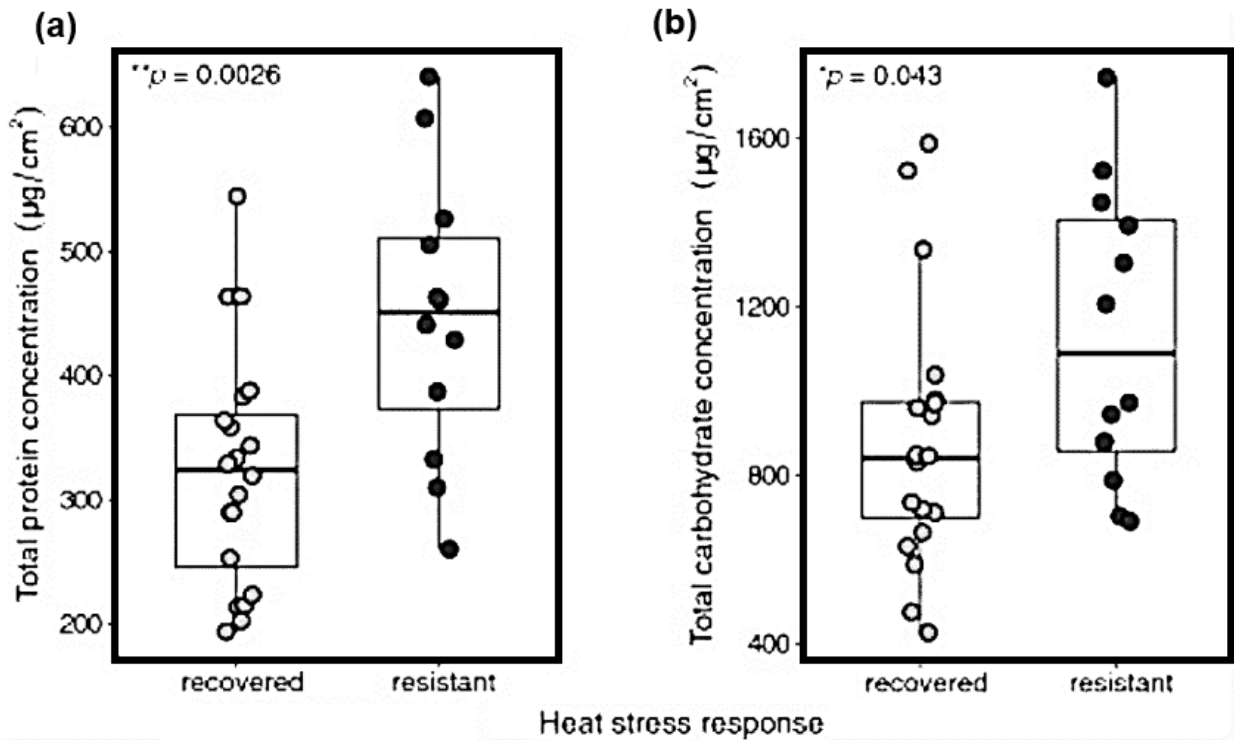 (a)
**p = 0.0026
Total protein concentration (µg/cm²)
600
500
400
300
200
recovered
resistant
(b)
*p = 0.043
Total carbohydrate concentration (µg/cm²)
1600
1200
800
400
recovered
resistant
Heat stress response